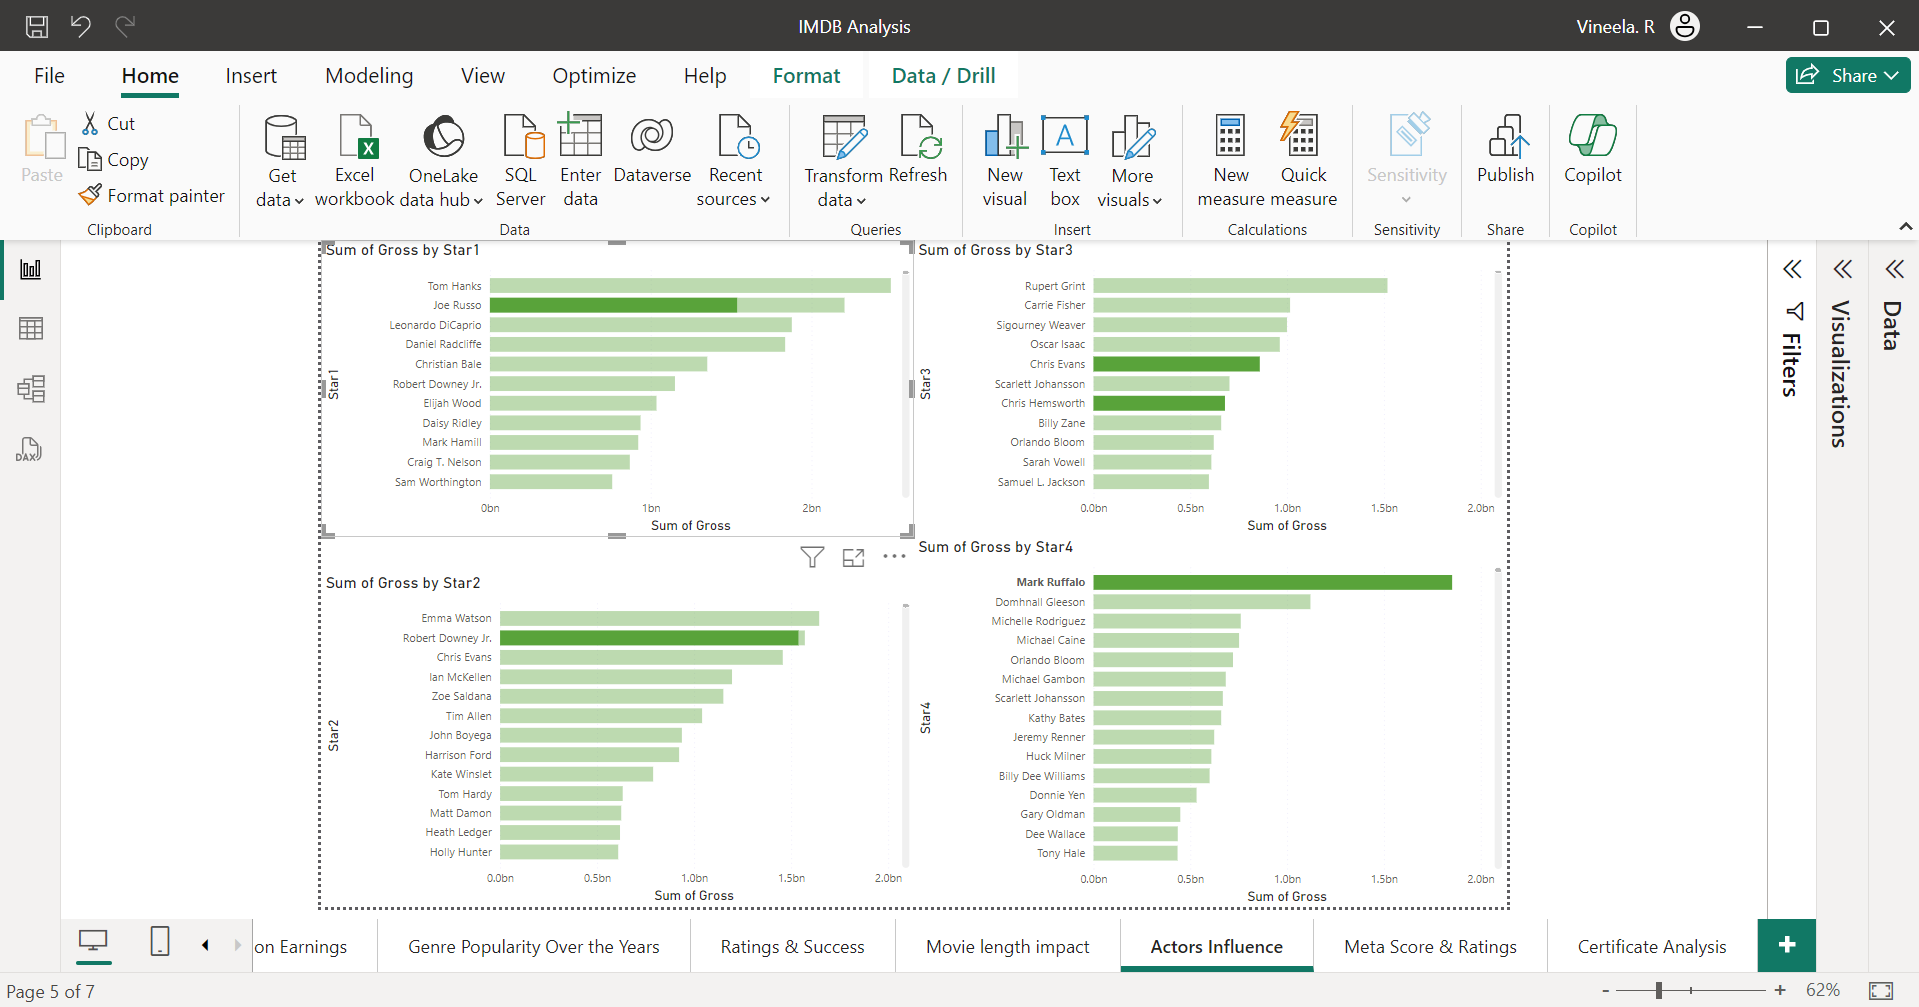 IMDB Analysis
Vineela. R
File
Home
Insert
Modeling
View
Optimize
Help
Format
Data / Drill
Share
Paste
Cut
Copy
Format painter
Clipboard
Get data
Excel workbook
OneLake data hub
SQL Server
Enter data
Dataverse
Recent sources
Data
Transform data
Refresh
Queries
New visual
Text box
More visuals
Insert
New measure
Quick measure
Calculations
Sensitivity
Sensitivity
Publish
Share
Copilot
Copilot
DAX
Sum of Gross by Star1
Star1
Tom Hanks
Joe Russo
Leonardo DiCaprio
Daniel Radcliffe
Christian Bale
Robert Downey Jr.
Elijah Wood
Daisy Ridley
Mark Hamill
Craig T. Nelson
Sam Worthington
0bn 1bn 2bn
Sum of Gross
Sum of Gross by Star3
Star3
Rupert Grint
Carrie Fisher
Sigourney Weaver
Oscar Isaac
Chris Evans
Scarlett Johansson
Chris Hemsworth
Billy Zane
Orlando Bloom
Sarah Vowell
Samuel L. Jackson
0.0bn 0.5bn 1.0bn 1.5bn 2.0bn
Sum of Gross
Sum of Gross by Star2
Star2
Emma Watson
Robert Downey Jr.
Chris Evans
Ian McKellen
Zoe Saldana
Tim Allen
John Boyega
Harrison Ford
Kate Winslet
Tom Hardy
Matt Damon
Heath Ledger
Holly Hunter
0.0bn 0.5bn 1.0bn 1.5bn 2.0bn
Sum of Gross
Sum of Gross by Star4
Star4
Mark Ruffalo
Domhnall Gleeson
Michelle Rodriguez
Michael Caine
Orlando Bloom
Michael Gambon
Scarlett Johansson
Kathy Bates
Jeremy Renner
Huck Milner
Billy Dee Williams
Donnie Yen
Gary Oldman
Dee Wallace
Tony Hale
0.0bn 0.5bn 1.0bn 1.5bn 2.0bn
Sum of Gross
Filters
Visualizations
Data
on Earnings
Genre Popularity Over the Years
Ratings & Success
Movie length impact
Actors Influence
Meta Score & Ratings
Certificate Analysis
Page 5 of 7
62%